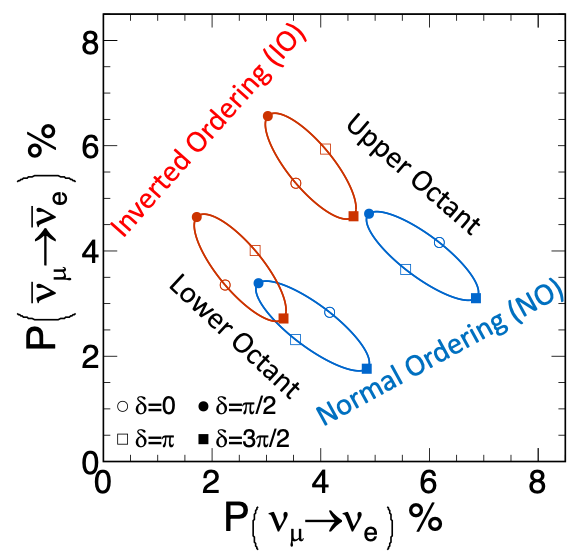 8
6
4
2
0
0
2
4
6
8
P(ν̅μ→ν̅e) %
P(νμ→νe) %
Inverted Ordering (IO)
Upper Octant
Lower Octant
Normal Ordering (NO)
○ δ=0 ● δ=π/2
□ δ=π ■ δ=3π/2